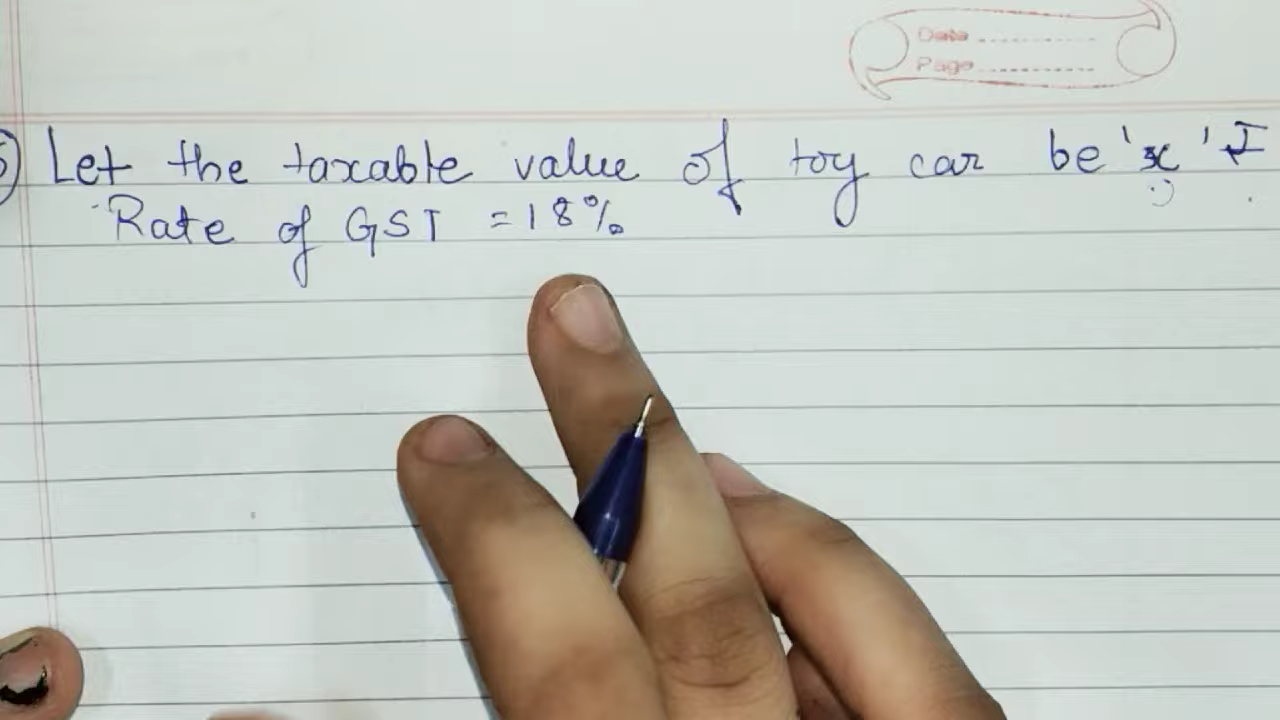 Date
Page
Let the taxable value of toy car be 'x' ₹
Rate of GST = 18%